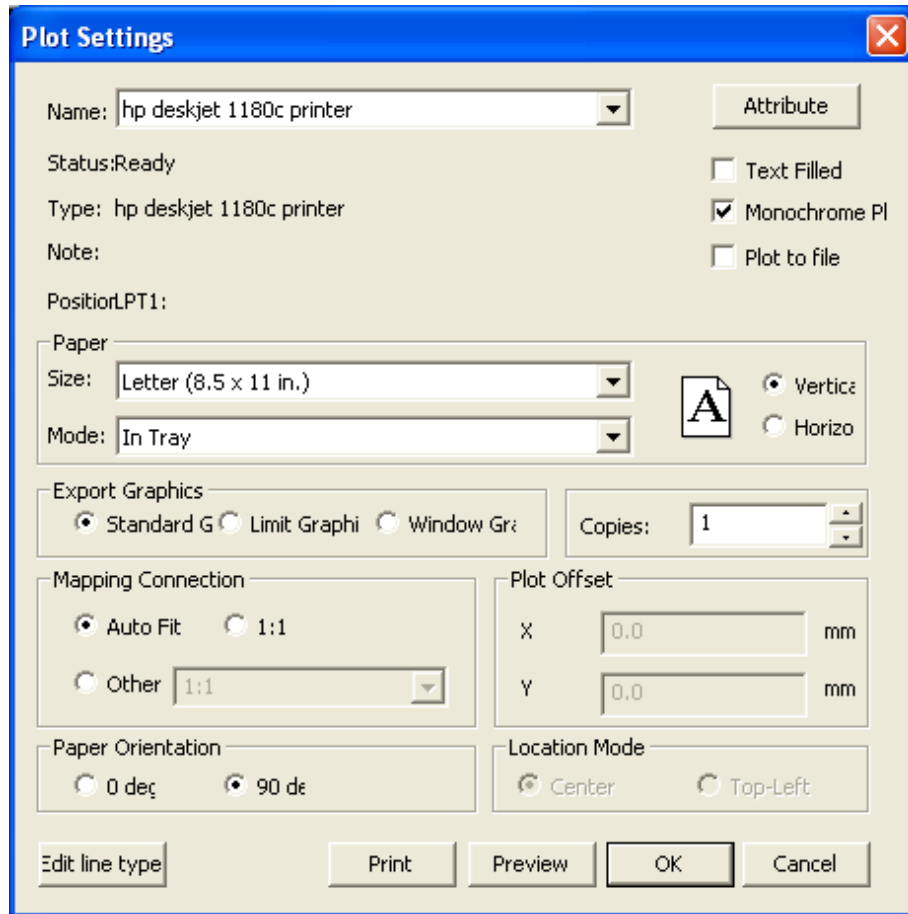 Plot Settings
Name: hp deskjet 1180c printer Attribute
Status:Ready Text Filled
Type: hp deskjet 1180c printer Monochrome Pl
Note: Plot to file
Position LPT1:
Paper
Size: Letter (8.5 x 11 in.) A Vertica
Mode: In Tray Horizo
Export Graphics
Standard G Limit Graphi Window Gra Copies: 1
Mapping Connection Plot Offset
Auto Fit 1:1 X 0.0 mm
Other 1:1 Y 0.0 mm
Paper Orientation Location Mode
0 deg 90 de Center Top-Left
Edit line type Print Preview OK Cancel